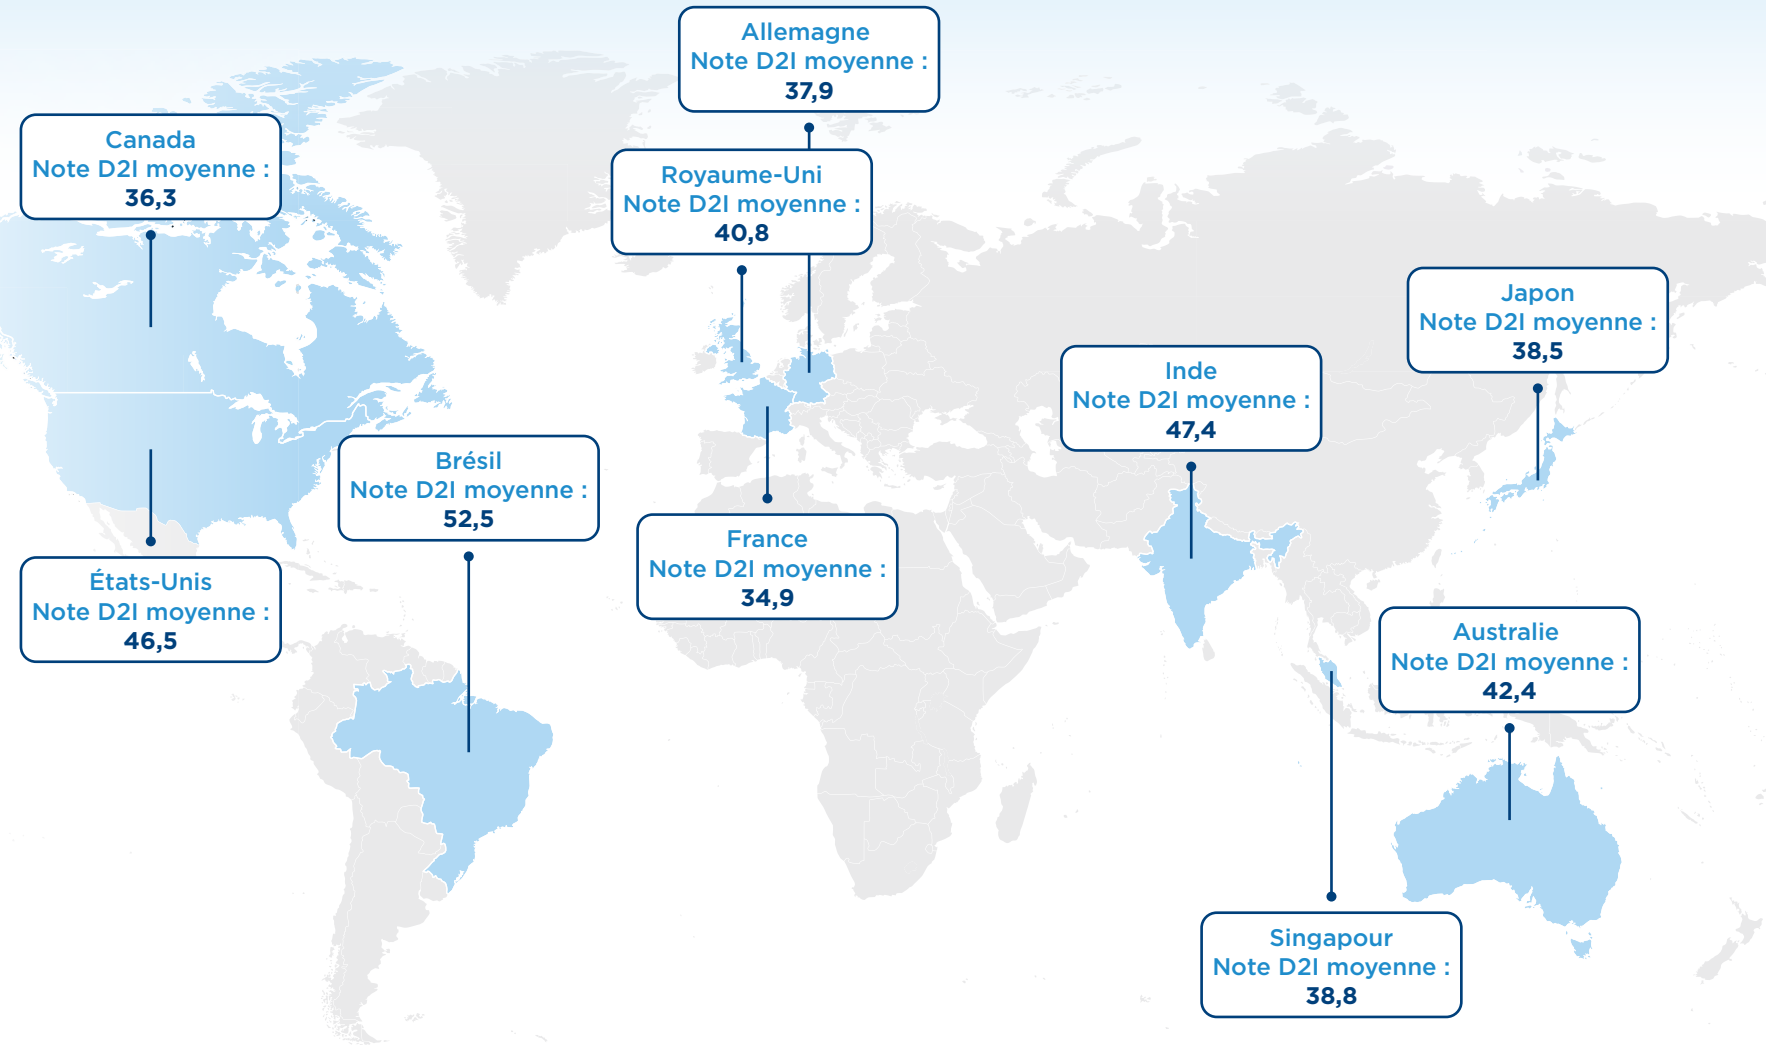 Allemagne
Note D2I moyenne :
37,9
Canada
Note D2I moyenne :
36,3
Royaume-Uni
Note D2I moyenne :
40,8
Japon
Note D2I moyenne :
38,5
Inde
Note D2I moyenne :
47,4
Brésil
Note D2I moyenne :
52,5
France
Note D2I moyenne :
34,9
États-Unis
Note D2I moyenne :
46,5
Australie
Note D2I moyenne :
42,4
Singapour
Note D2I moyenne :
38,8